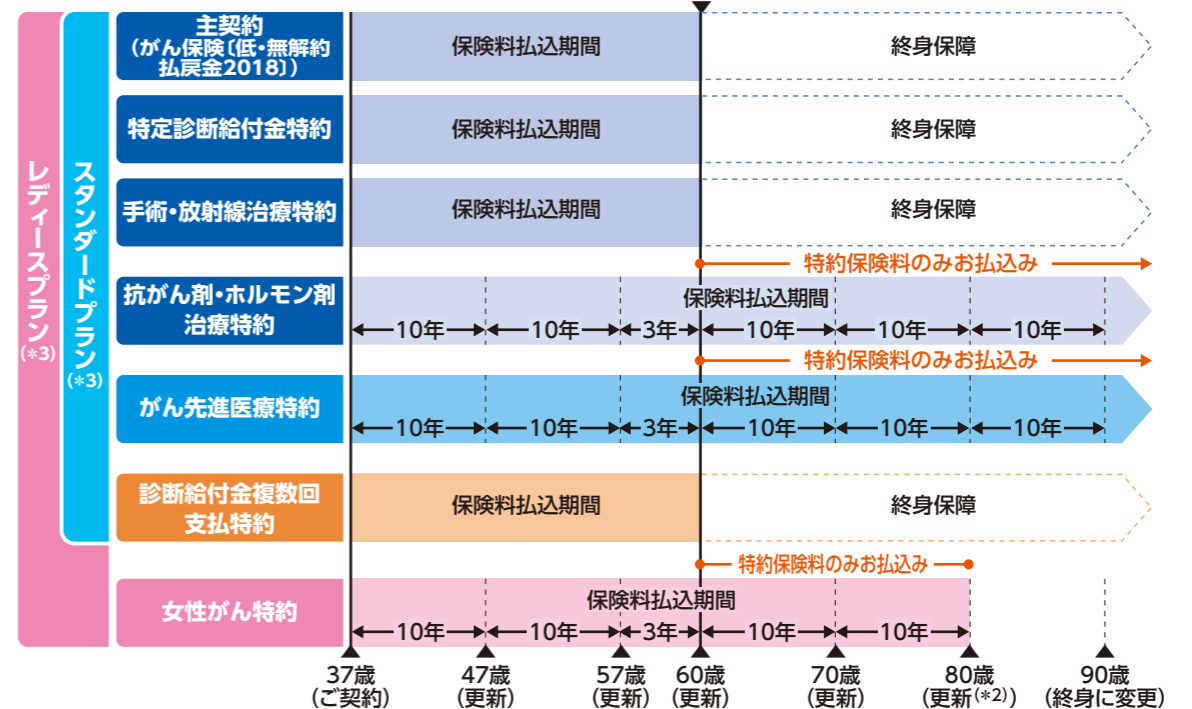 レディースプラン
(*3)
スタンダードプラン
(*3)
主契約
(がん保険〔低・無解約
払戻金2018〕)
保険料払込期間
終身保障
特定診断給付金特約
保険料払込期間
終身保障
手術・放射線治療特約
保険料払込期間
終身保障
特約保険料のみお払込み
抗がん剤・ホルモン剤
治療特約
保険料払込期間
10年 10年 3年 10年 10年 10年
特約保険料のみお払込み
がん先進医療特約
保険料払込期間
10年 10年 3年 10年 10年 10年
診断給付金複数回
支払特約
保険料払込期間
終身保障
特約保険料のみお払込み
女性がん特約
保険料払込期間
10年 10年 3年 10年 10年
37歳 47歳 57歳 60歳 70歳 80歳 90歳
(ご契約) (更新) (更新) (更新) (更新) (更新(*2)) (終身に変更)